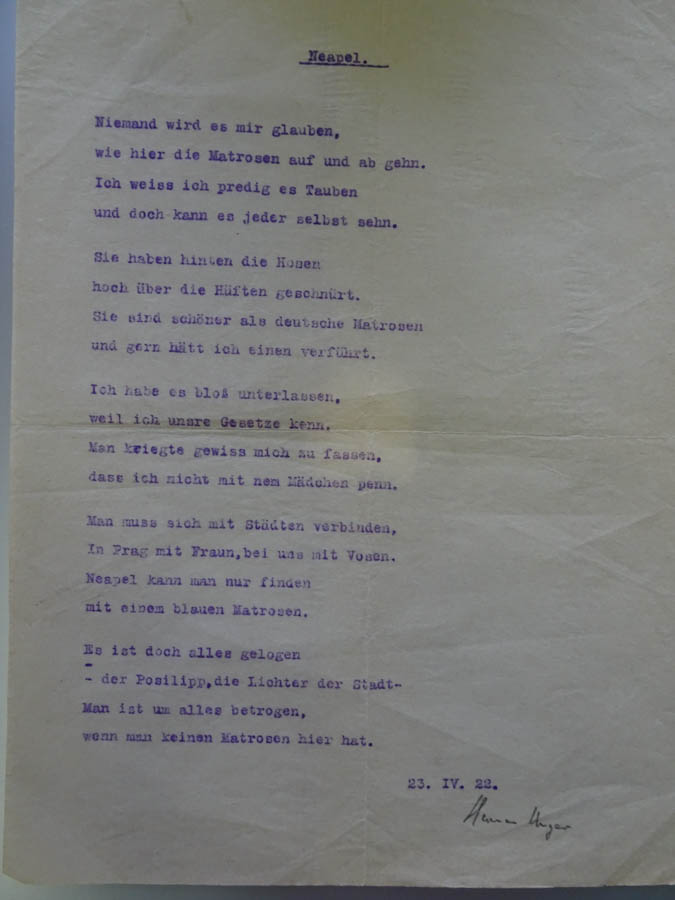 Neapel.
Niemand wird es mir glauben,
wie hier die Matrosen auf und ab gehn.
Ich weiss ich predig es Tauben
und doch kann es jeder selbst sehn.
Sie haben hinten die Hosen
hoch über die Hüften geschnürt.
Sie sind schöner als deutsche Matrosen
und gern hätt ich einen verführt.
Ich habe es bloß unterlassen,
weil ich unsre Gesetze kenn.
Man kriegte gewiss mich zu fassen,
dass ich nicht mit nem Mädchen penn.
Man muss sich mit Städten verbinden,
In Prag mit Fraun,bei uns mit Vosen.
Neapel kann man nur finden
mit einem blauen Matrosen.
Es ist doch alles gelogen
- der Posilipp,die Lichter der Stadt-
Man ist um alles betrogen,
wenn man keinen Matrosen hier hat.
23. IV. 22.
Ungar